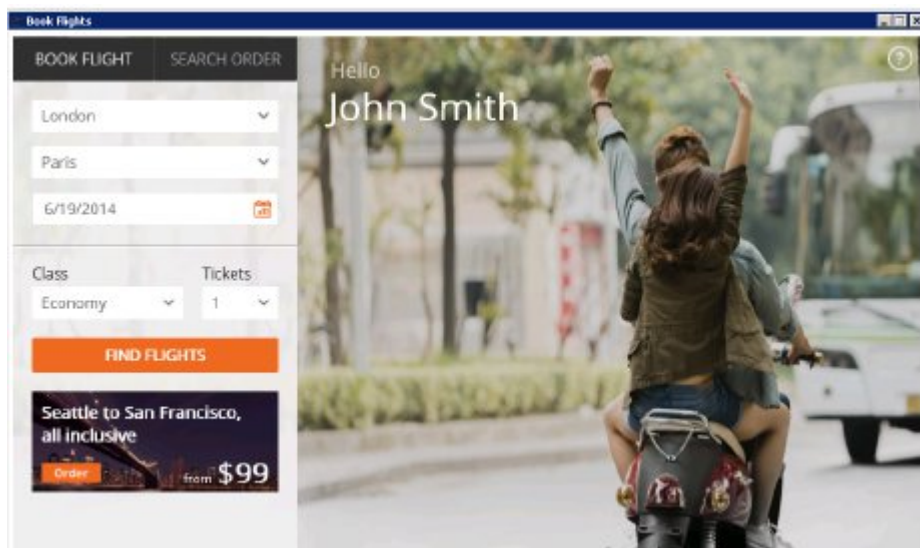 Book Flights
BOOK FLIGHT
SEARCH ORDER
Hello
John Smith
London
Paris
6/19/2014
Class
Tickets
Economy
1
FIND FLIGHTS
Seattle to San Francisco,
all inclusive
Order
from $99
?